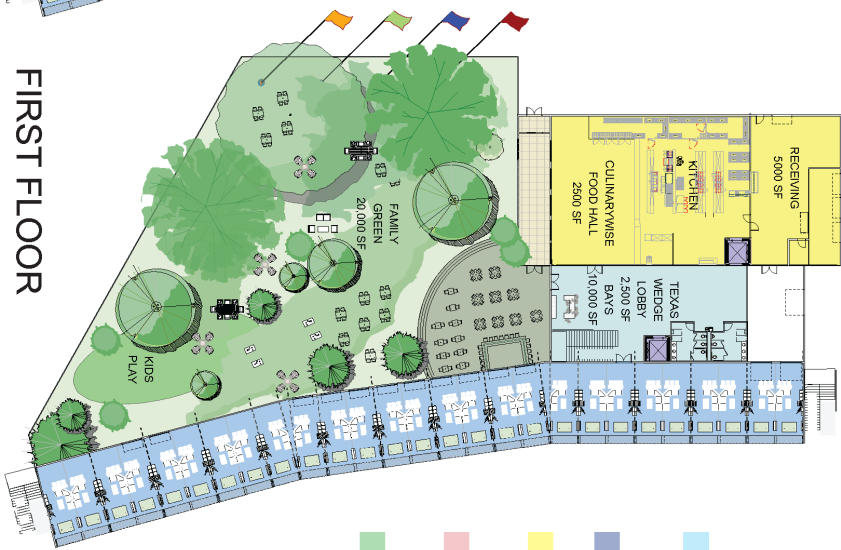 FIRST FLOOR
FAMILY
GREEN
20,000 SF
KIDS
PLAY
CULINARYWISE
FOOD HALL
2500 SF
KITCHEN
RECEIVING
5000 SF
TEXAS
WEDGE
LOBBY
2,500 SF
BAYS
10,000 SF